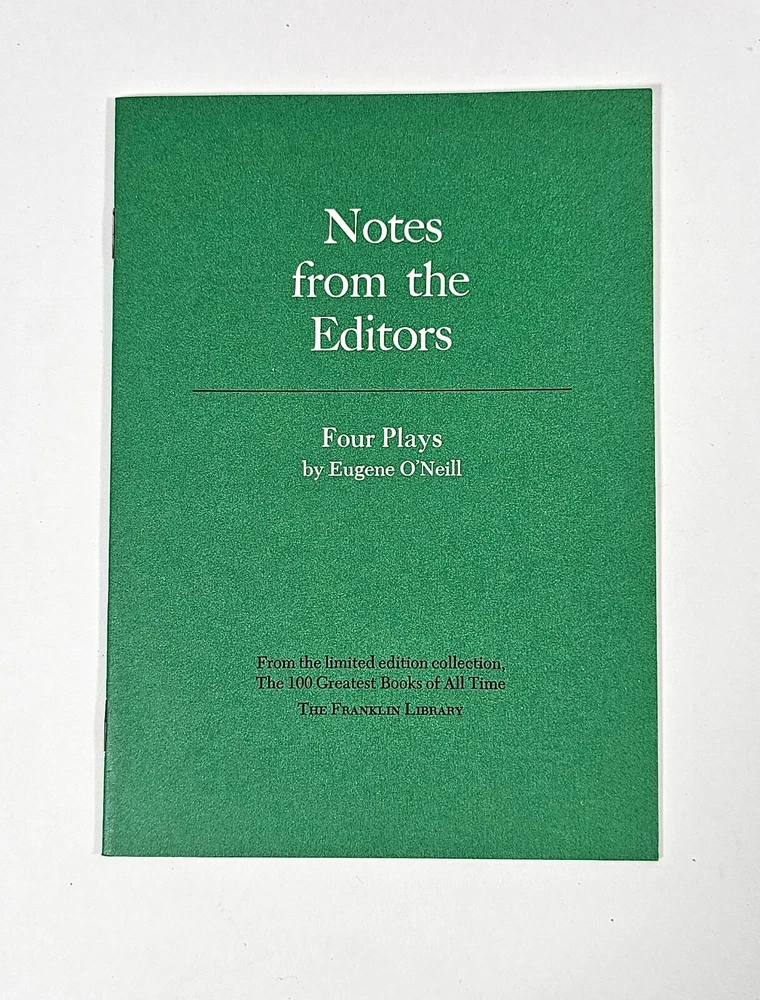 Notes
from the
Editors
Four Plays
by Eugene O'Neill
From the limited edition collection,
The 100 Greatest Books of All Time
THE FRANKLIN LIBRARY